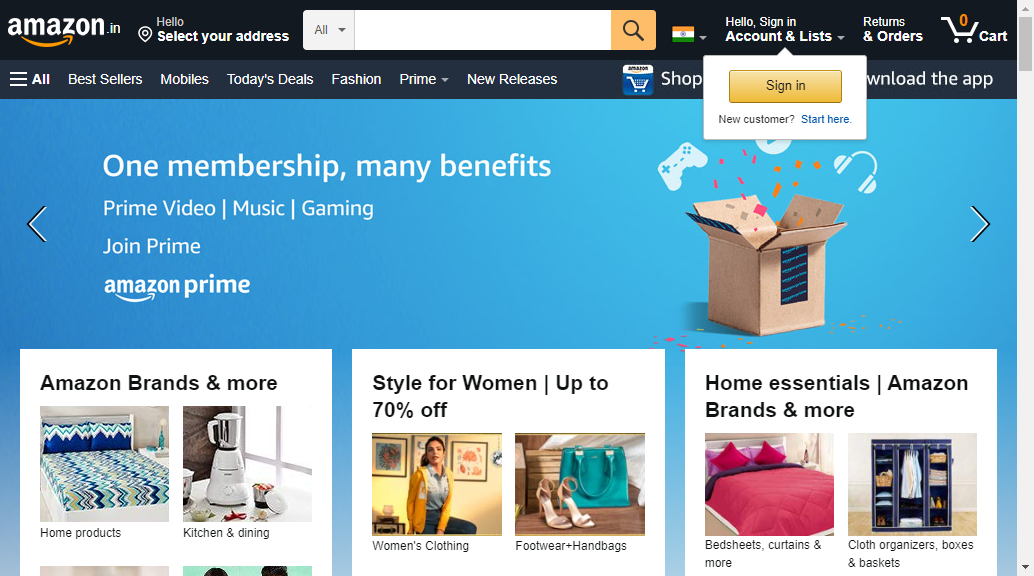 amazon.in
Hello
Select your address
All
Hello, Sign in
Account & Lists
Returns
& Orders
0
Cart
All
Best Sellers
Mobiles
Today's Deals
Fashion
Prime
New Releases
amazon
Shop
wnload the app
Sign in
New customer? Start here.
One membership, many benefits
Prime Video | Music | Gaming
Join Prime
amazon prime
Amazon Brands & more
Home products
Kitchen & dining
Style for Women | Up to
70% off
Women's Clothing
Footwear+Handbags
Home essentials | Amazon
Brands & more
Bedsheets, curtains &
more
Cloth organizers, boxes
& baskets